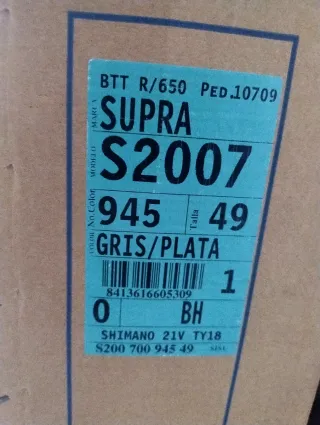 BTT R/650 PED.10709
MARCA SUPRA
MODELO S2007
No Color 945 Talla 49
COLOR GRIS/PLATA
8413616605309 1
0 BH
SHIMANO 21V TY18
S200 700 945 49